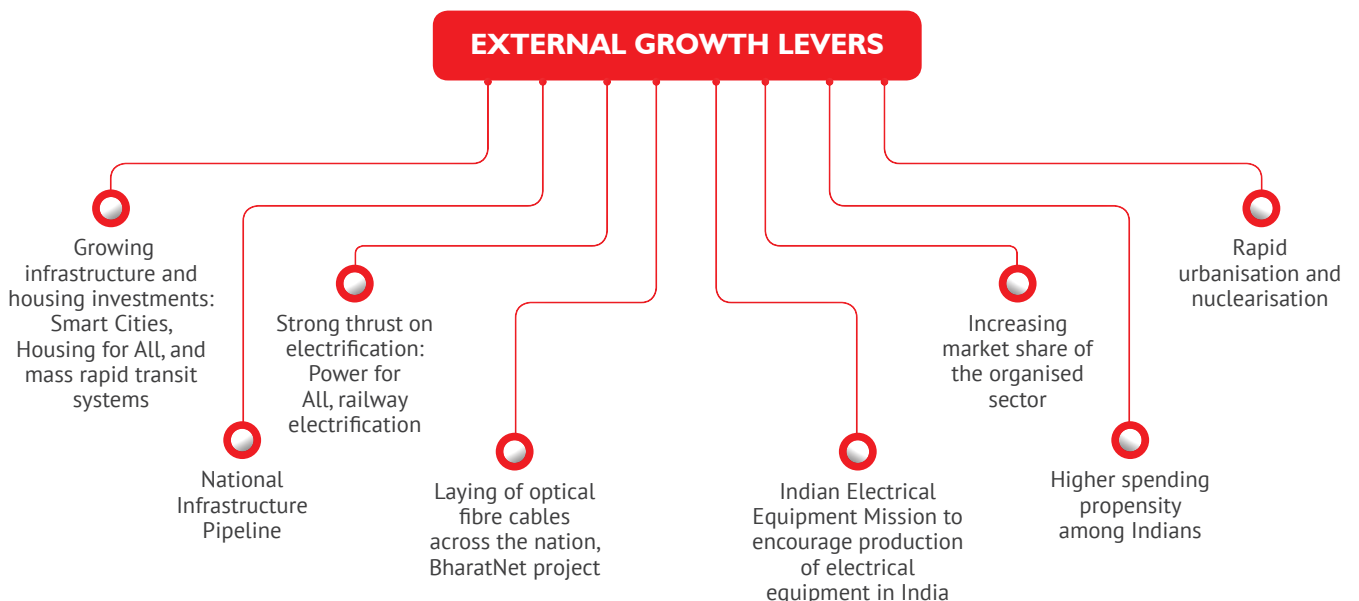 EXTERNAL GROWTH LEVERS
Growing
infrastructure and
housing investments:
Smart Cities,
Housing for All, and
mass rapid transit
systems
National
Infrastructure
Pipeline
Strong thrust on
electrification:
Power for
All, railway
electrification
Laying of optical
fibre cables
across the nation,
BharatNet project
Indian Electrical
Equipment Mission to
encourage production
of electrical
equipment in India
Increasing
market share of
the organised
sector
Higher spending
propensity
among Indians
Rapid
urbanisation and
nuclearisation